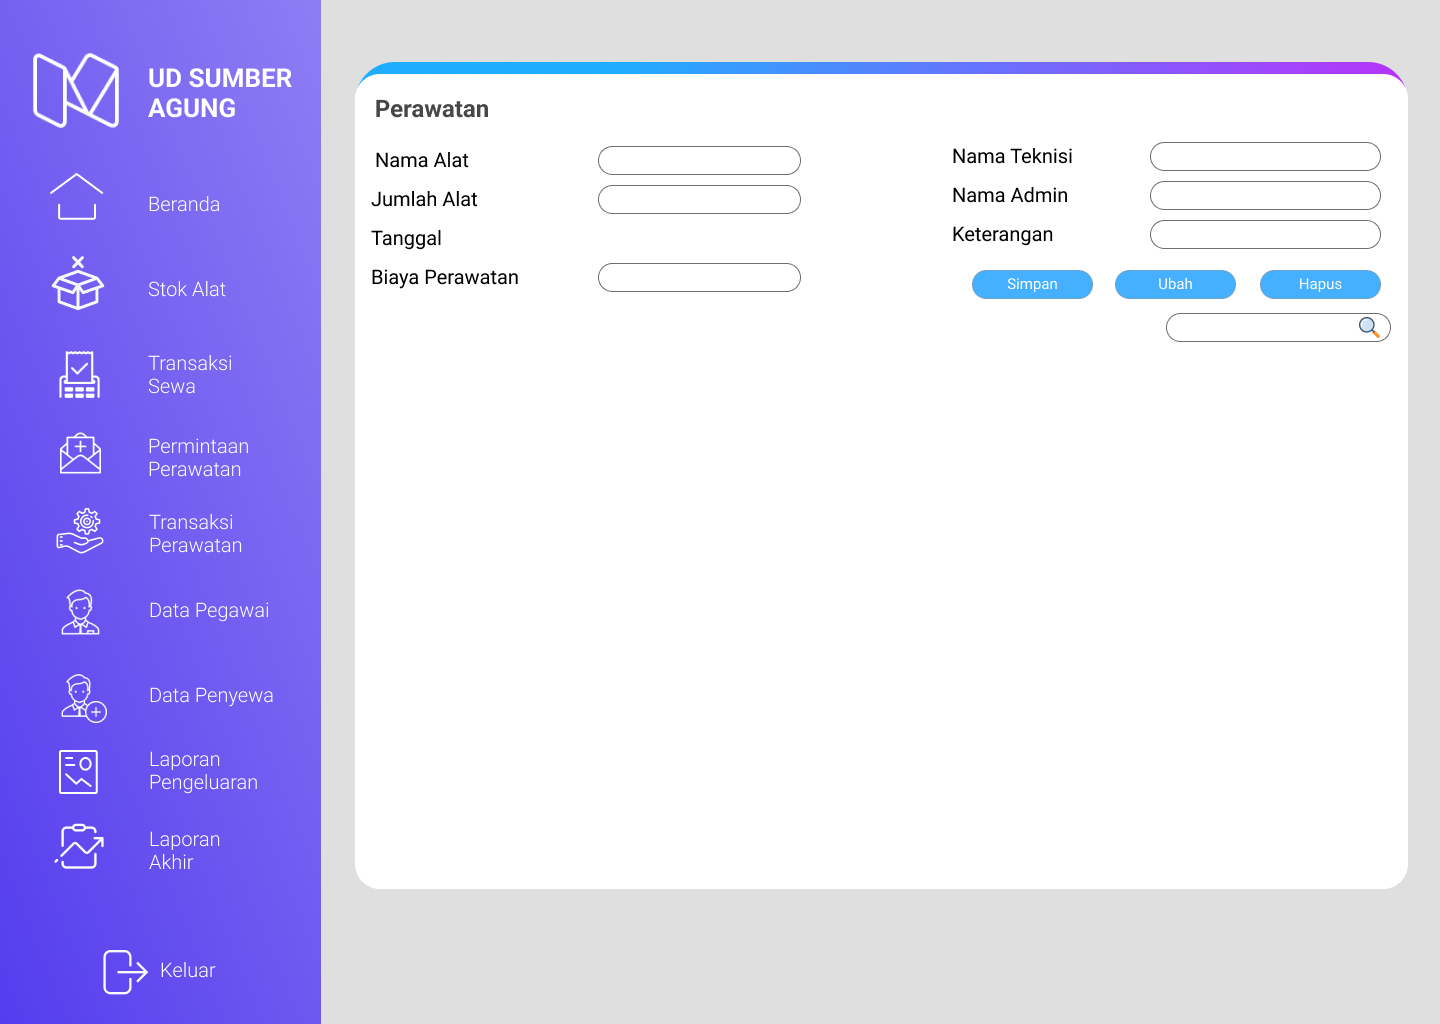 UD SUMBER
AGUNG
Beranda
Stok Alat
Transaksi
Sewa
Permintaan
Perawatan
Transaksi
Perawatan
Data Pegawai
Data Penyewa
Laporan
Pengeluaran
Laporan
Akhir
Keluar
Perawatan
Nama Alat
Jumlah Alat
Tanggal
Biaya Perawatan
Nama Teknisi
Nama Admin
Keterangan
Simpan Ubah Hapus